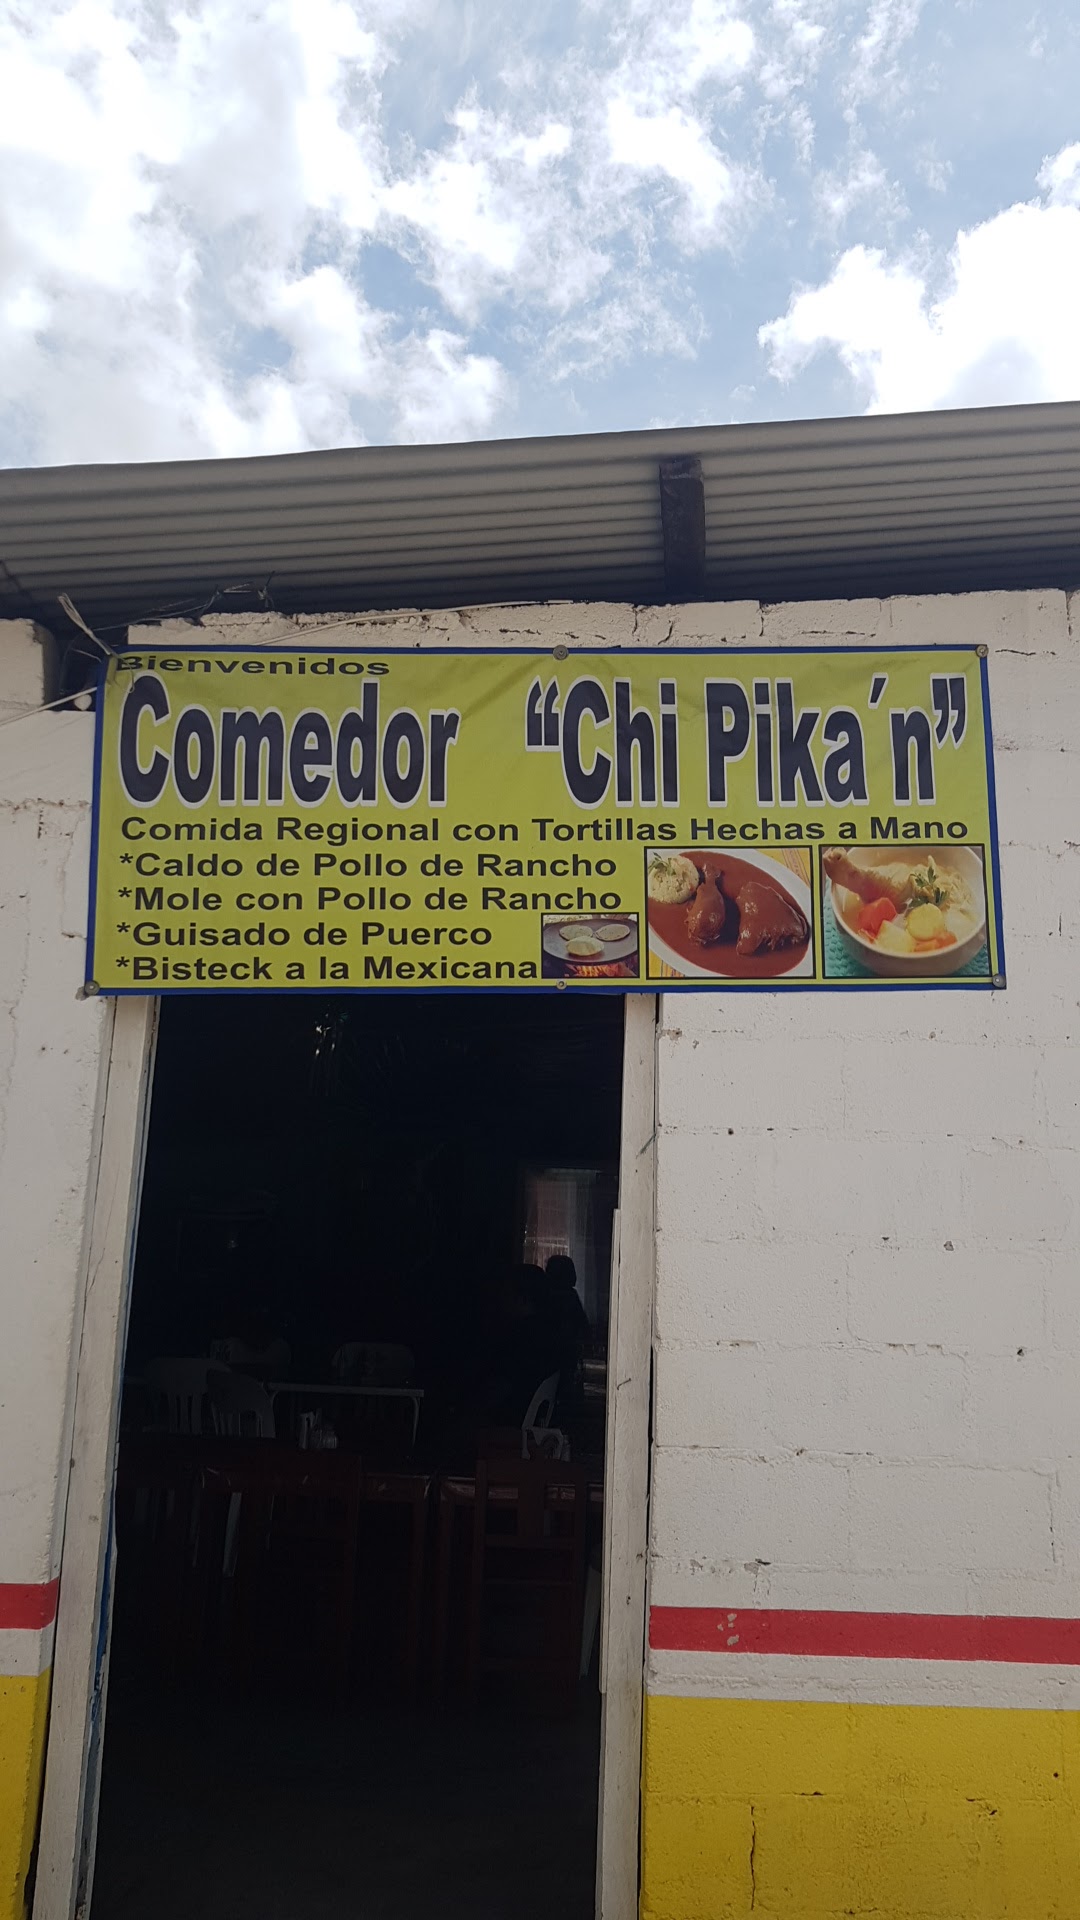 Bienvenidos
Comedor “Chi Pika´n”
Comida Regional con Tortillas Hechas a Mano
*Caldo de Pollo de Rancho
*Mole con Pollo de Rancho
*Guisado de Puerco
*Bisteck a la Mexicana